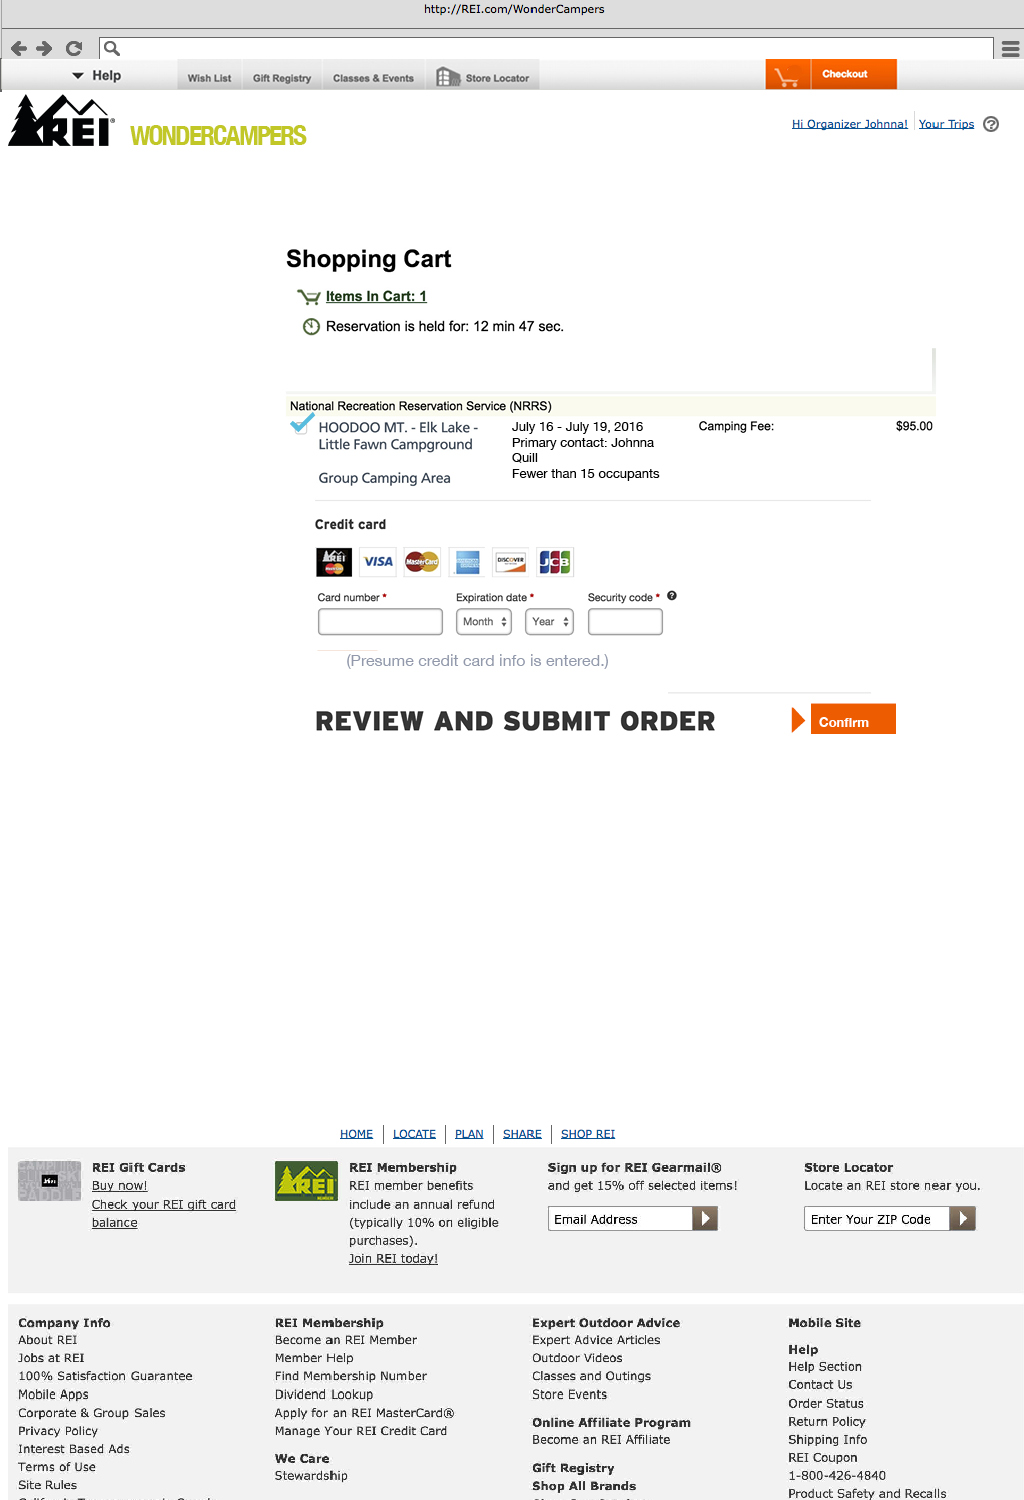 http://REI.com/WonderCampers
Help
Wish List
Gift Registry
Classes & Events
Store Locator
Checkout
REI®
WONDERCAMPERS
Hi Organizer Johnna!
Your Trips
?
Shopping Cart
Items In Cart: 1
Reservation is held for: 12 min 47 sec.
National Recreation Reservation Service (NRRS)
HOODOO MT. - Elk Lake -
Little Fawn Campground
Group Camping Area
July 16 - July 19, 2016
Primary contact: Johnna
Quill
Fewer than 15 occupants
Camping Fee:
$95.00
Credit card
REI MasterCard
VISA
MasterCard
DISCOVER
JCB
Card number *
Expiration date *
Security code *
?
Month
Year
(Presume credit card info is entered.)
REVIEW AND SUBMIT ORDER
Confirm
HOME
LOCATE
PLAN
SHARE
SHOP REI
REI Gift Cards
Buy now!
Check your REI gift card
balance
REI
REI Membership
REI member benefits
include an annual refund
(typically 10% on eligible
purchases).
Join REI today!
Sign up for REI Gearmail®
and get 15% off selected items!
Email Address
Store Locator
Locate an REI store near you.
Enter Your ZIP Code
Company Info
About REI
Jobs at REI
100% Satisfaction Guarantee
Mobile Apps
Corporate & Group Sales
Privacy Policy
Interest Based Ads
Terms of Use
Site Rules
REI Membership
Become an REI Member
Member Help
Find Membership Number
Dividend Lookup
Apply for an REI MasterCard®
Manage Your REI Credit Card
We Care
Stewardship
Expert Outdoor Advice
Expert Advice Articles
Outdoor Videos
Classes and Outings
Store Events
Online Affiliate Program
Become an REI Affiliate
Gift Registry
Shop All Brands
Mobile Site
Help
Help Section
Contact Us
Order Status
Return Policy
Shipping Info
REI Coupon
1-800-426-4840
Product Safety and Recalls